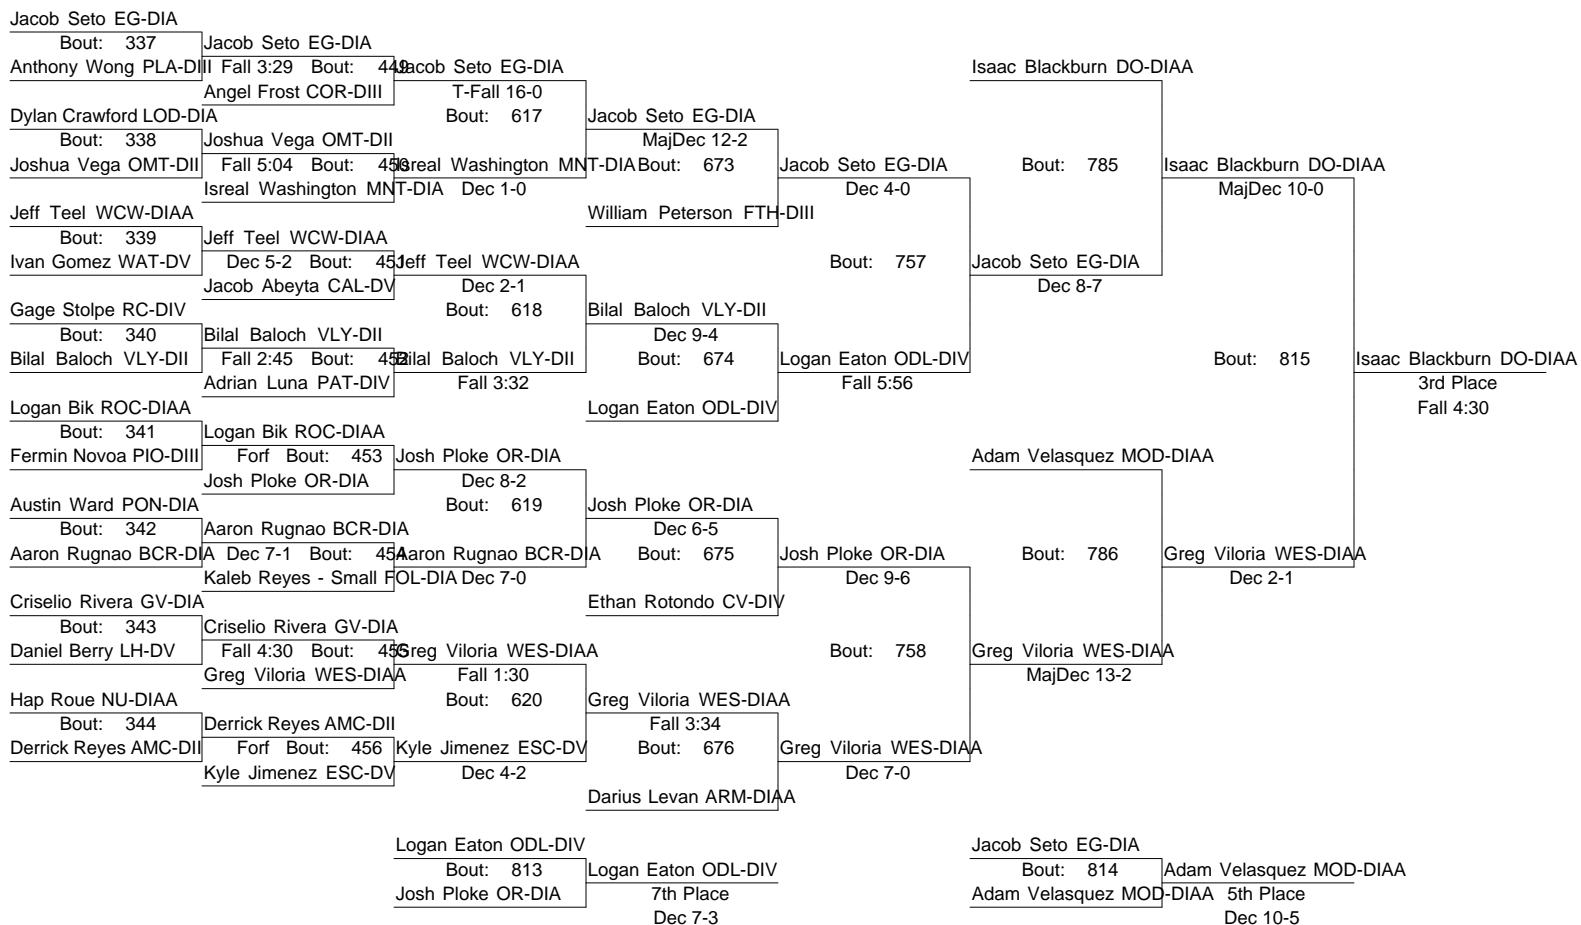 Jacob Seto EG-DIA
Bout: 337 Jacob Seto EG-DIA
Anthony Wong PLA-DIII Fall 3:29 Bout: 449 Jacob Seto EG-DIA Isaac Blackburn DO-DIAA
Angel Frost COR-DIII T-Fall 16-0
Dylan Crawford LOD-DIA Bout: 617 Jacob Seto EG-DIA
Bout: 338 Joshua Vega OMT-DII MajDec 12-2
Joshua Vega OMT-DII Fall 5:04 Bout: 450 Isreal Washington MNT-DIA Bout: 673 Jacob Seto EG-DIA Bout: 785 Isaac Blackburn DO-DIAA
Isreal Washington MNT-DIA Dec 1-0 Dec 4-0 MajDec 10-0
Jeff Teel WCW-DIAA William Peterson FTH-DIII
Bout: 339 Jeff Teel WCW-DIAA
Ivan Gomez WAT-DV Dec 5-2 Bout: 451 Jeff Teel WCW-DIAA Bout: 757 Jacob Seto EG-DIA
Jacob Abeyta CAL-DV Dec 2-1 Dec 8-7
Gage Stolpe RC-DIV Bout: 618 Bilal Baloch VLY-DII
Bout: 340 Bilal Baloch VLY-DII Dec 9-4
Bilal Baloch VLY-DII Fall 2:45 Bout: 452 Bilal Baloch VLY-DII Bout: 674 Logan Eaton ODL-DIV Bout: 815 Isaac Blackburn DO-DIAA
Adrian Luna PAT-DIV Fall 3:32 Fall 5:56 3rd Place
Logan Bik ROC-DIAA Logan Eaton ODL-DIV Fall 4:30
Bout: 341 Logan Bik ROC-DIAA
Fermin Novoa PIO-DIII Forf Bout: 453 Josh Ploke OR-DIA Adam Velasquez MOD-DIAA
Josh Ploke OR-DIA Dec 8-2
Austin Ward PON-DIA Bout: 619 Josh Ploke OR-DIA
Bout: 342 Aaron Rugnao BCR-DIA Dec 6-5
Aaron Rugnao BCR-DIA Dec 7-1 Bout: 454 Aaron Rugnao BCR-DIA Bout: 675 Josh Ploke OR-DIA Bout: 786 Greg Viloria WES-DIAA
Kaleb Reyes - Small FOL-DIA Dec 7-0 Dec 9-6 Dec 2-1
Criselio Rivera GV-DIA Ethan Rotondo CV-DIV
Bout: 343 Criselio Rivera GV-DIA
Daniel Berry LH-DV Fall 4:30 Bout: 455 Greg Viloria WES-DIAA Bout: 758 Greg Viloria WES-DIAA
Greg Viloria WES-DIAA Fall 1:30 MajDec 13-2
Hap Roue NU-DIAA Bout: 620 Greg Viloria WES-DIAA
Bout: 344 Derrick Reyes AMC-DII Fall 3:34
Derrick Reyes AMC-DII Forf Bout: 456 Kyle Jimenez ESC-DV Bout: 676 Greg Viloria WES-DIAA
Kyle Jimenez ESC-DV Dec 4-2 Dec 7-0
Darius Levan ARM-DIAA
Logan Eaton ODL-DIV Jacob Seto EG-DIA
Bout: 813 Logan Eaton ODL-DIV Bout: 814 Adam Velasquez MOD-DIAA
Josh Ploke OR-DIA 7th Place Adam Velasquez MOD-DIAA 5th Place
Dec 7-3 Dec 10-5